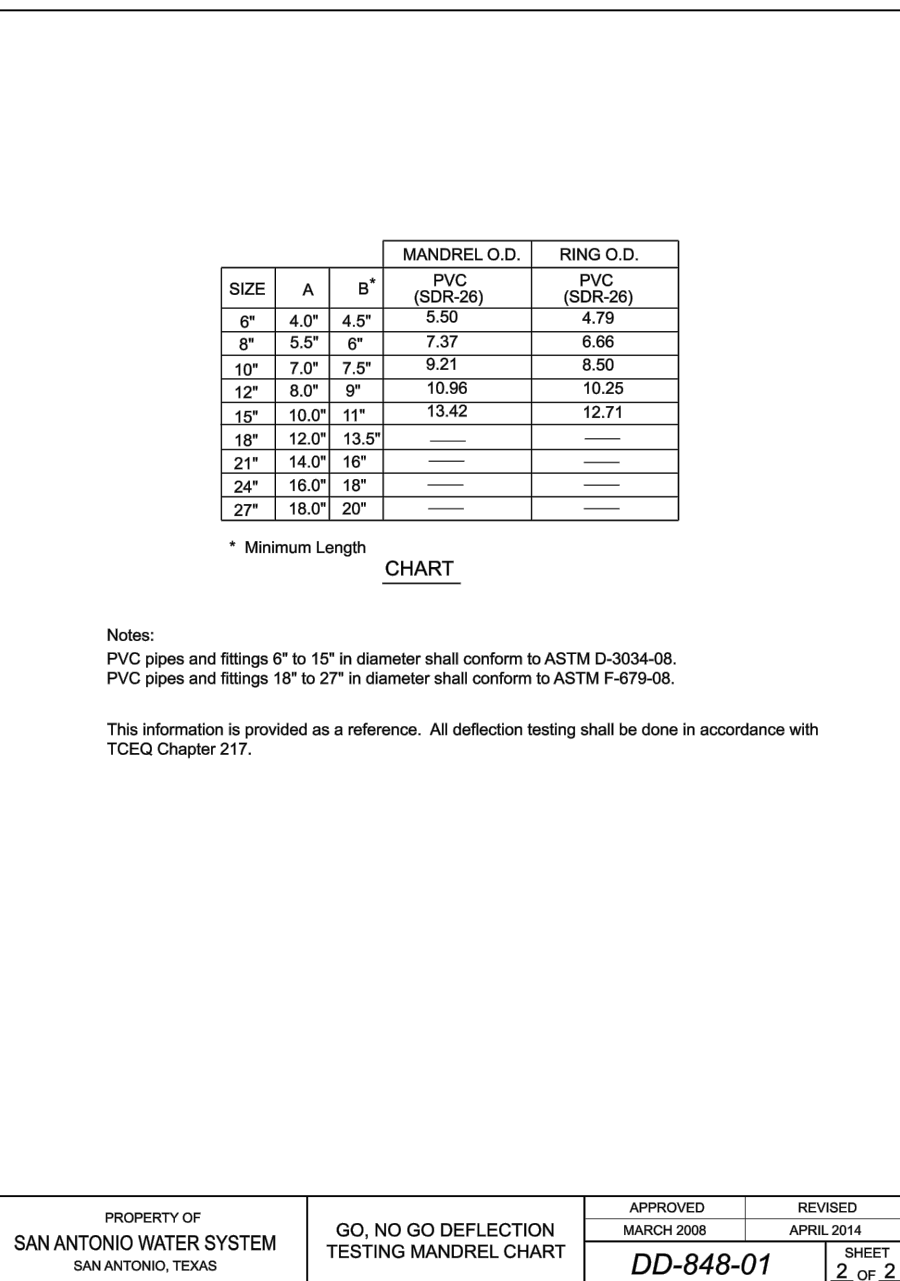 MANDREL O.D. RING O.D.
SIZE A B* PVC (SDR-26) PVC (SDR-26)
6" 4.0" 4.5" 5.50 4.79
8" 5.5" 6" 7.37 6.66
10" 7.0" 7.5" 9.21 8.50
12" 8.0" 9" 10.96 10.25
15" 10.0" 11" 13.42 12.71
18" 12.0" 13.5" —— ——
21" 14.0" 16" —— ——
24" 16.0" 18" —— ——
27" 18.0" 20" —— ——
* Minimum Length
CHART
Notes:
PVC pipes and fittings 6" to 15" in diameter shall conform to ASTM D-3034-08.
PVC pipes and fittings 18" to 27" in diameter shall conform to ASTM F-679-08.
This information is provided as a reference. All deflection testing shall be done in accordance with
TCEQ Chapter 217.
PROPERTY OF
SAN ANTONIO WATER SYSTEM
SAN ANTONIO, TEXAS
GO, NO GO DEFLECTION
TESTING MANDREL CHART
APPROVED REVISED
MARCH 2008 APRIL 2014
DD-848-01
SHEET
2 OF 2